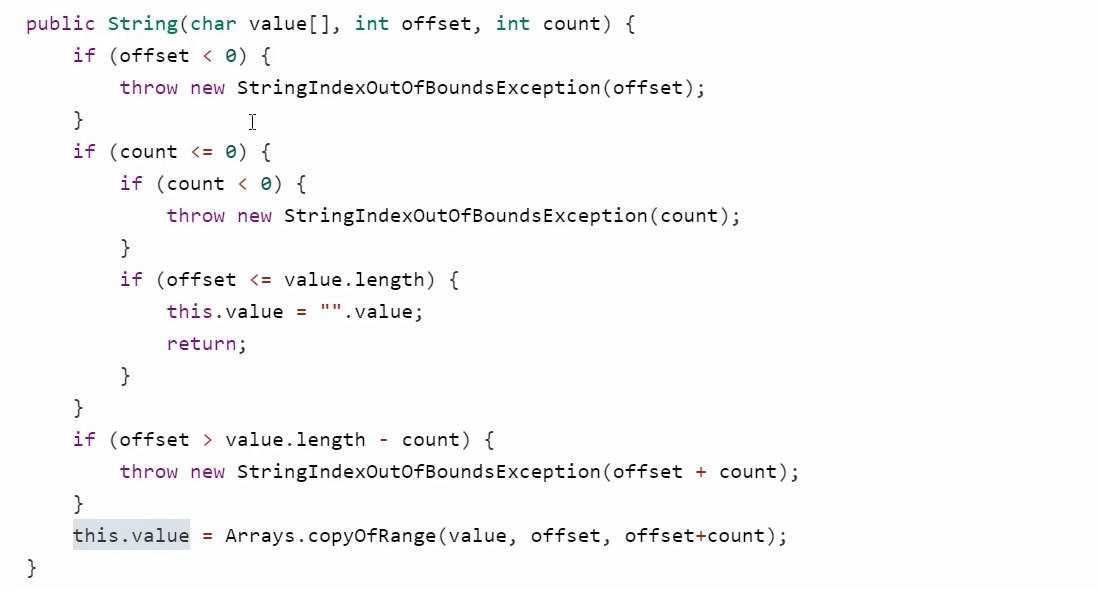 public String(char value[], int offset, int count) {
    if (offset < 0) {
        throw new StringIndexOutOfBoundsException(offset);
    }
    if (count <= 0) {
        if (count < 0) {
            throw new StringIndexOutOfBoundsException(count);
        }
        if (offset <= value.length) {
            this.value = "".value;
            return;
        }
    }
    if (offset > value.length - count) {
        throw new StringIndexOutOfBoundsException(offset + count);
    }
    this.value = Arrays.copyOfRange(value, offset, offset+count);
}